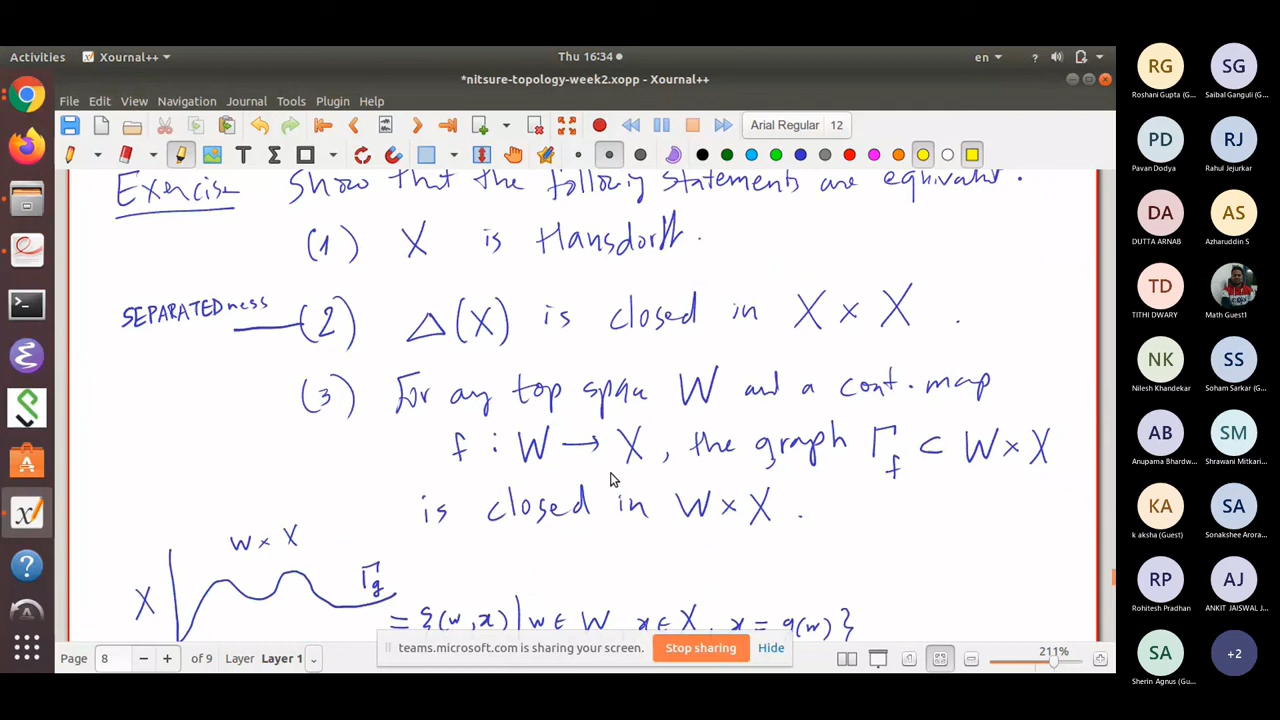 Activities Xournal++ Thu 16:34 en
*nitsure-topology-week2.xopp - Xournal++
File Edit View Navigation Journal Tools Plugin Help
Arial Regular 12
Exercise Show that the following statements are equivalent.
(1) X is Hausdorff.
SEPARATEDness (2) Δ(X) is closed in X × X .
(3) For any top space W and a cont. map
f : W → X, the graph Γ_f ⊂ W × X
is closed in W × X .
W × X
X
Γ_g
= {(w,x) | w ∈ W, x ∈ X, x = g(w)}
teams.microsoft.com is sharing your screen. Stop sharing Hide
Page 8 of 9 Layer Layer 1 211%
RG SG
Roshani Gupta (G... Saibal Ganguli (G...
PD RJ
Pavan Dodya Rahul Jejurkar
DA AS
DUTTA ARNAB Azharuddin S
TD
TITHI DWARY Math Guest1
NK SS
Nilesh Khandekar Soham Sarkar (G...
AB SM
Anupama Bhardw... Shrawani Mitkari...
KA SA
k aksha (Guest) Sonakshee Arora...
RP AJ
Rohitesh Pradhan ANKIT JAISWAL J...
SA +2
Sherin Agnus (Gu...